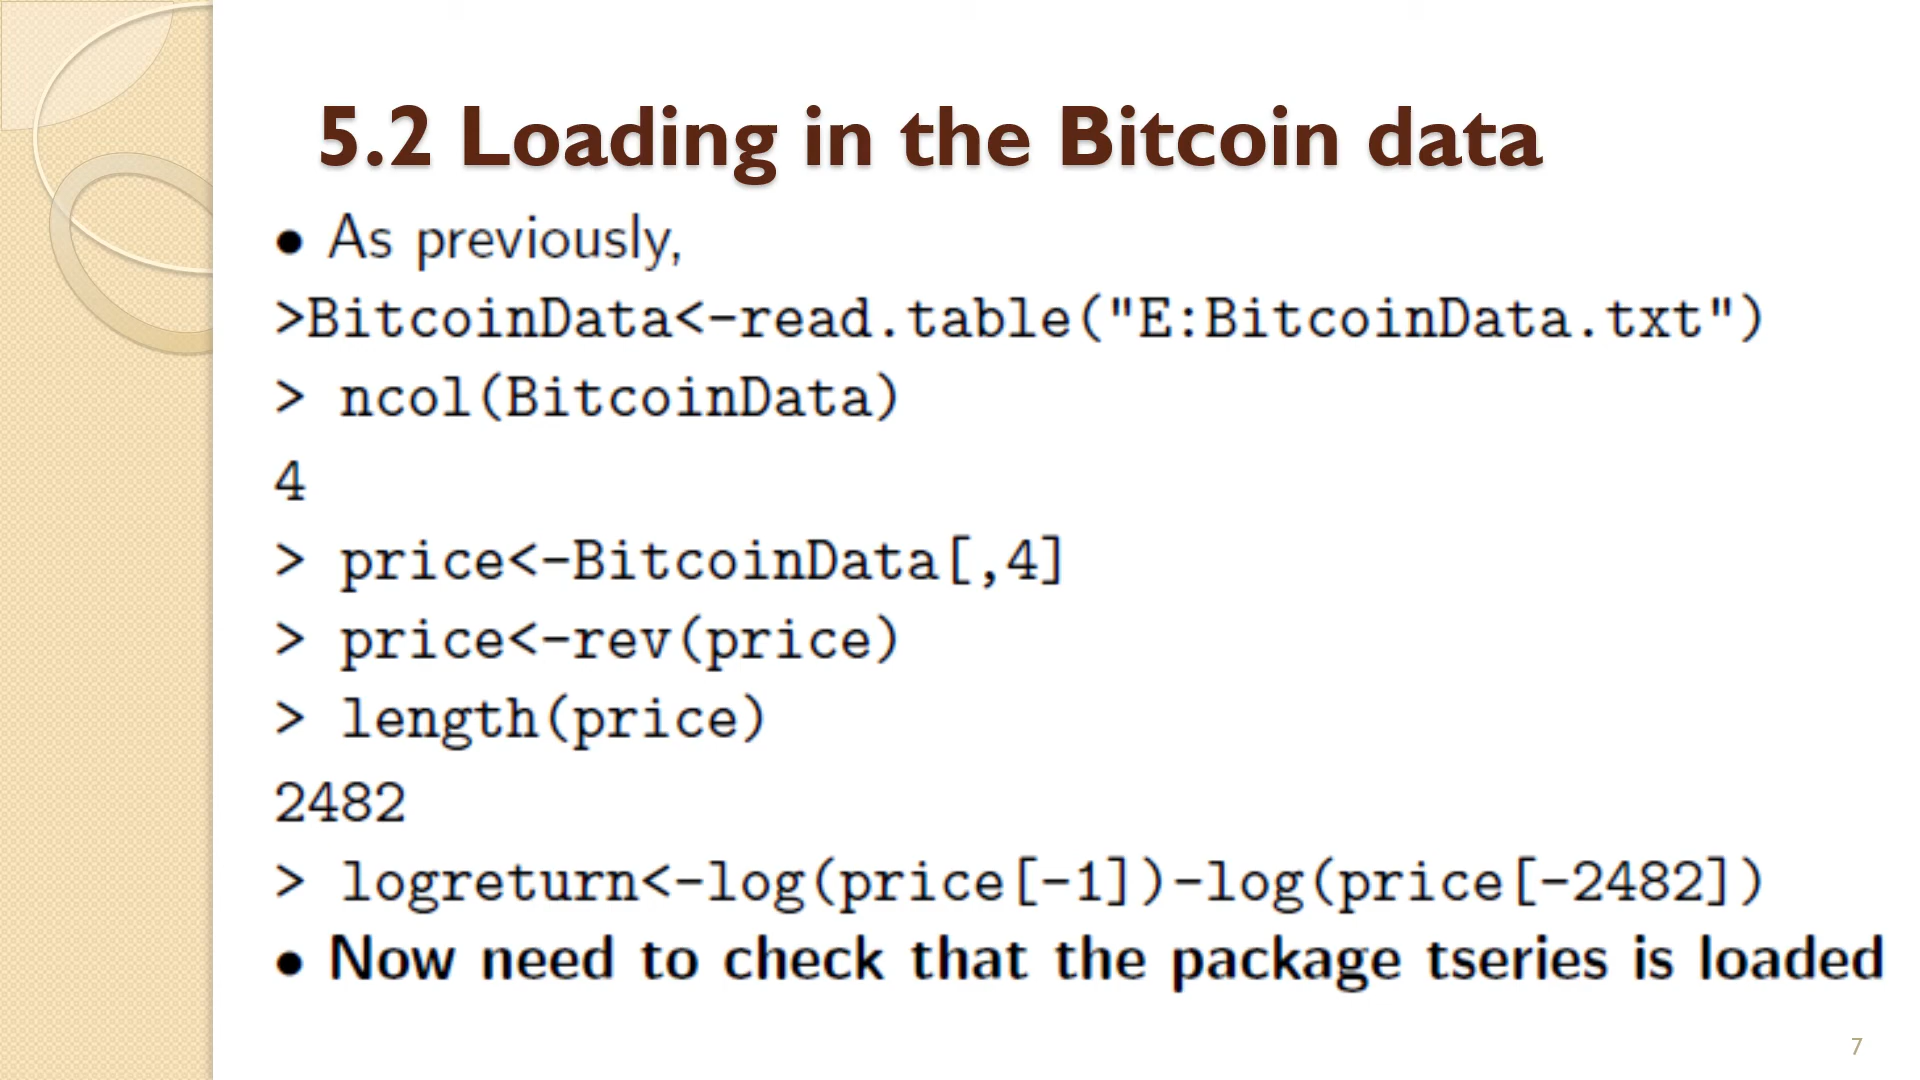 5.2 Loading in the Bitcoin data
• As previously,
>BitcoinData<-read.table("E:BitcoinData.txt")
> ncol(BitcoinData)
4
> price<-BitcoinData[,4]
> price<-rev(price)
> length(price)
2482
> logreturn<-log(price[-1])-log(price[-2482])
• Now need to check that the package tseries is loaded
7